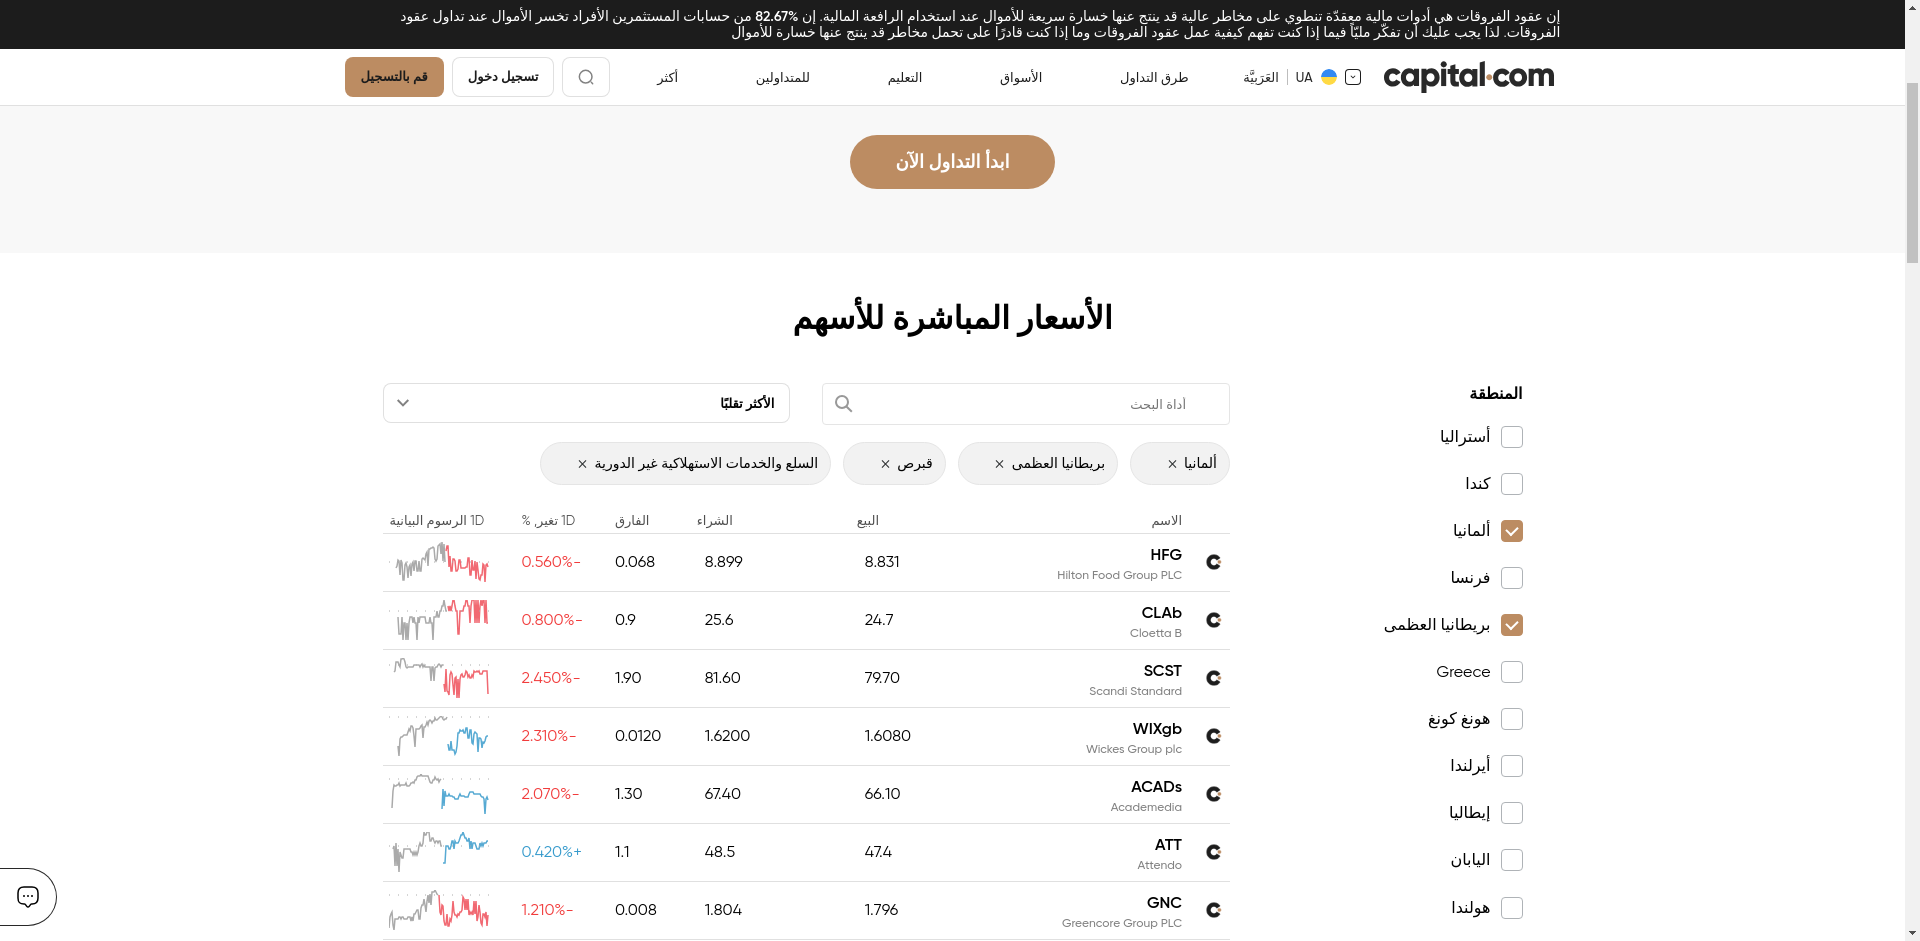 إن عقود الفروقات هي أدوات مالية معقدّة تنطوي على مخاطر عالية قد ينتج عنها خسارة سريعة للأموال عند استخدام الرافعة المالية. إن 82.67% من حسابات المستثمرين الأفراد تخسر الأموال عند تداول عقود
الفروقات. لذا يجب عليك أن تفكّر مليّاً فيما إذا كنت تفهم كيفية عمل عقود الفروقات وما إذا كنت قادرًا على تحمل مخاطر قد ينتج عنها خسارة للأموال
capital.com
UA العَرَبِيَّة
طرق التداول
الأسواق
التعليم
للمتداولين
أكثر
تسجيل دخول
قم بالتسجيل
ابدأ التداول الآن
الأسعار المباشرة للأسهم
المنطقة
أستراليا
كندا
ألمانيا
فرنسا
بريطانيا العظمى
Greece
هونغ كونغ
أيرلندا
إيطاليا
اليابان
هولندا
أداة البحث
الأكثر تقلبًا
ألمانيا ×
بريطانيا العظمى ×
قبرص ×
السلع والخدمات الاستهلاكية غير الدورية ×
الاسم البيع الشراء الفارق 1D تغير, % 1D الرسوم البيانية
HFG 8.831 8.899 0.068 0.560%-
Hilton Food Group PLC
CLAb 24.7 25.6 0.9 0.800%-
Cloetta B
SCST 79.70 81.60 1.90 2.450%-
Scandi Standard
WIXgb 1.6080 1.6200 0.0120 2.310%-
Wickes Group plc
ACADs 66.10 67.40 1.30 2.070%-
Academedia
ATT 47.4 48.5 1.1 0.420%+
Attendo
GNC 1.796 1.804 0.008 1.210%-
Greencore Group PLC